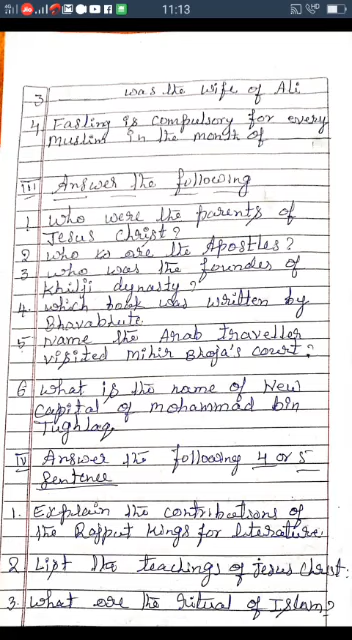 11:13
3 was the wife of Ali
4 Fasting is compulsory for every
muslim in the month of
III Answer the following
1 who were the parents of
Jesus Christ?
2 who is are the Apostles?
3 who was the founder of
Khilji dynasty?
4. which book was written by
Bhavabhute
5 Name the Arab traveller
visited Mihir Bhoja's court?
6 what is the name of New
capital of mohammad bin
Tughlaq
IV Answer the following 4 or 5
sentence
1. Explain the contributions of
the Rajput kings for literature.
2 List the teachings of Jesus Christ:
3. what are the ritual of Islam?